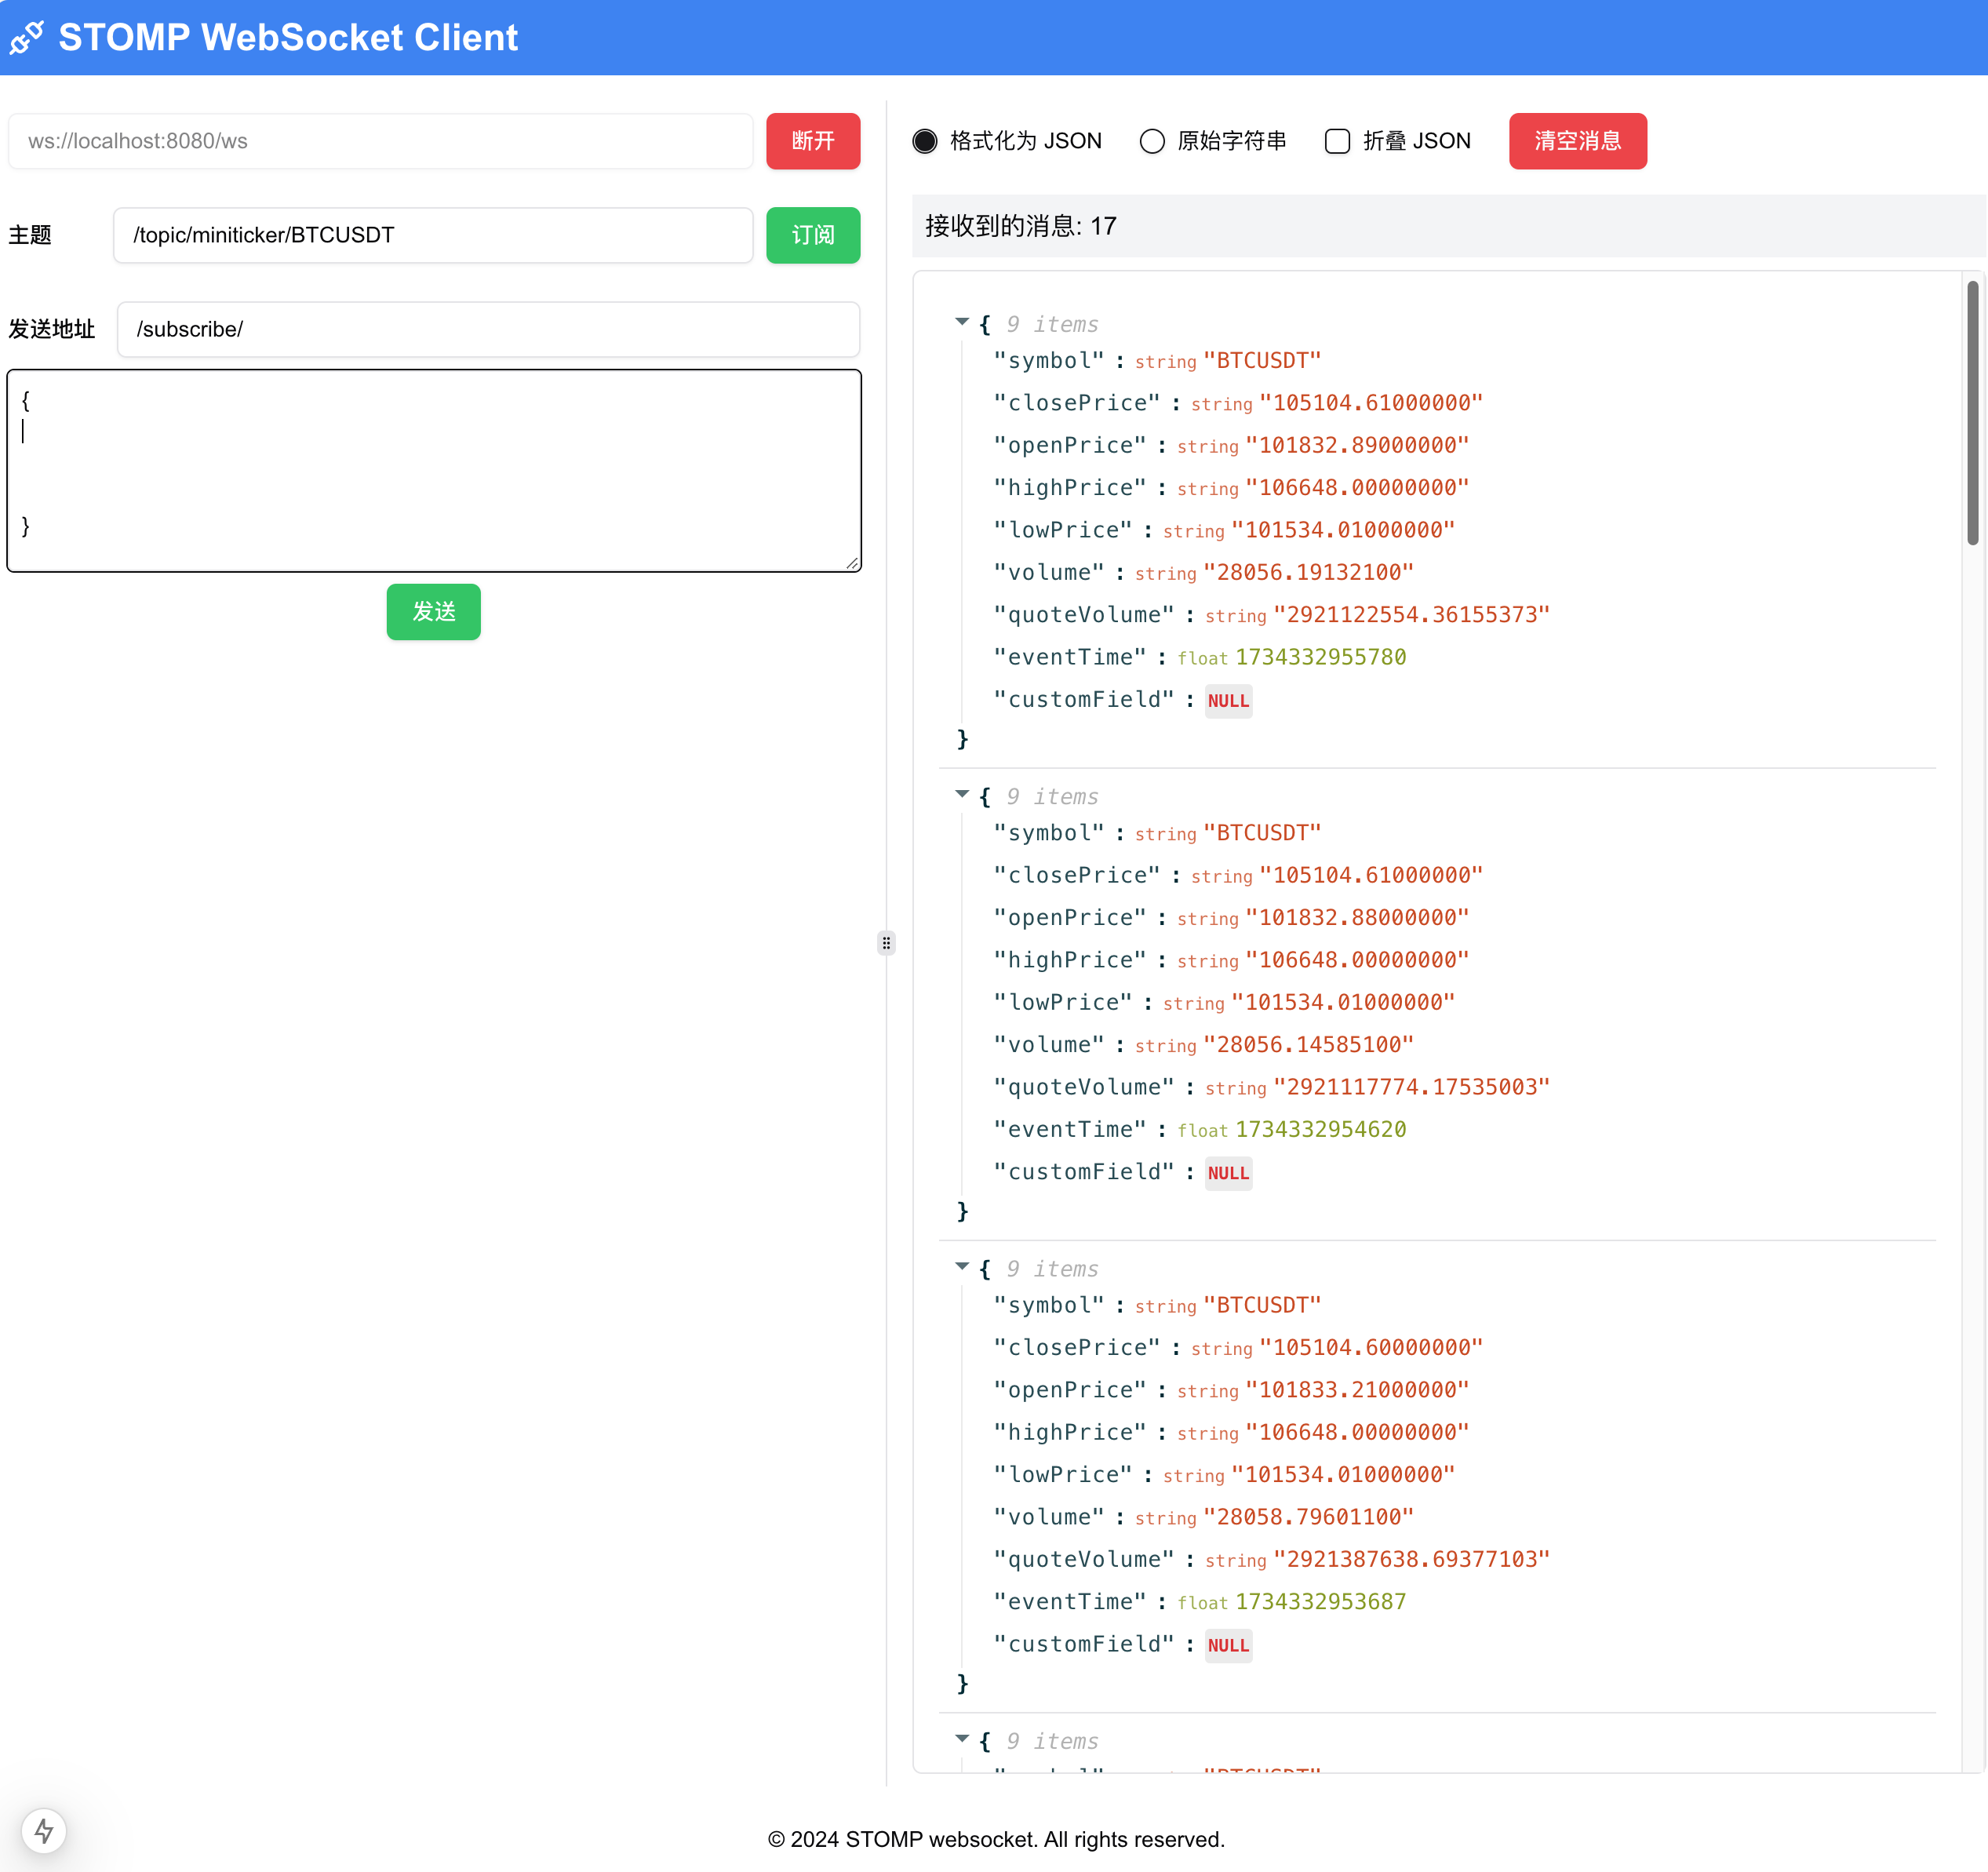 STOMP WebSocket Client
ws://localhost:8080/ws
断开
主题
/topic/miniticker/BTCUSDT
订阅
发送地址
/subscribe/
{
}
发送
格式化为 JSON
原始字符串
折叠 JSON
清空消息
接收到的消息: 17
{ 9 items
"symbol" : string "BTCUSDT"
"closePrice" : string "105104.61000000"
"openPrice" : string "101832.89000000"
"highPrice" : string "106648.00000000"
"lowPrice" : string "101534.01000000"
"volume" : string "28056.19132100"
"quoteVolume" : string "2921122554.36155373"
"eventTime" : float 1734332955780
"customField" : NULL
}
{ 9 items
"symbol" : string "BTCUSDT"
"closePrice" : string "105104.61000000"
"openPrice" : string "101832.88000000"
"highPrice" : string "106648.00000000"
"lowPrice" : string "101534.01000000"
"volume" : string "28056.14585100"
"quoteVolume" : string "2921117774.17535003"
"eventTime" : float 1734332954620
"customField" : NULL
}
{ 9 items
"symbol" : string "BTCUSDT"
"closePrice" : string "105104.60000000"
"openPrice" : string "101833.21000000"
"highPrice" : string "106648.00000000"
"lowPrice" : string "101534.01000000"
"volume" : string "28058.79601100"
"quoteVolume" : string "2921387638.69377103"
"eventTime" : float 1734332953687
"customField" : NULL
}
{ 9 items
© 2024 STOMP websocket. All rights reserved.